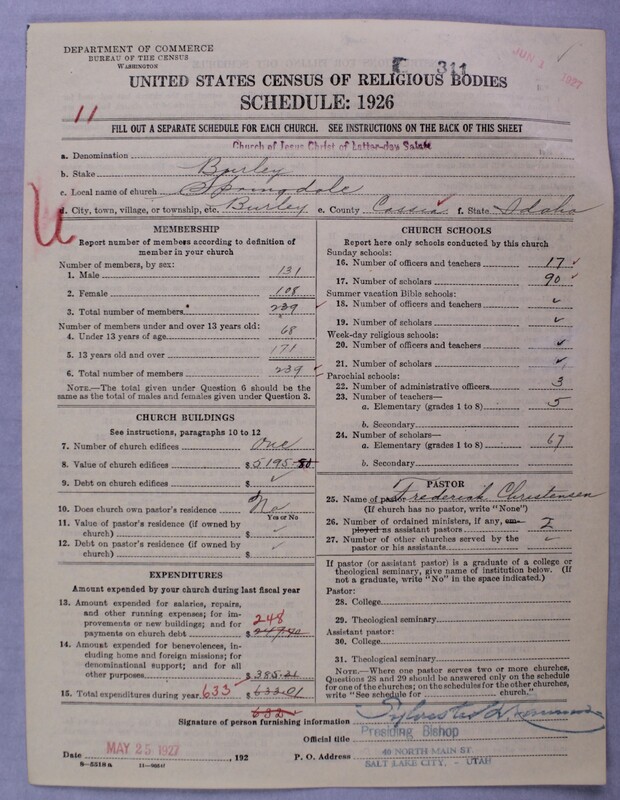 DEPARTMENT OF COMMERCE
BUREAU OF THE CENSUS
WASHINGTON
311
JUN 1 1927
UNITED STATES CENSUS OF RELIGIOUS BODIES
SCHEDULE: 1926
11
FILL OUT A SEPARATE SCHEDULE FOR EACH CHURCH. SEE INSTRUCTIONS ON THE BACK OF THIS SHEET
a. Denomination Church of Jesus Christ of Latter-day Saints
b. Stake Burley
c. Local name of church Springdale
d. City, town, village, or township, etc. Burley e. County Cassia f. State Idaho
MEMBERSHIP
Report number of members according to definition of
member in your church
Number of members, by sex:
1. Male 131
2. Female 108
3. Total number of members 239
Number of members under and over 13 years old:
4. Under 13 years of age 68
5. 13 years old and over 171
6. Total number of members 239
NOTE.—The total given under Question 6 should be the
same as the total of males and females given under Question 3.
CHURCH BUILDINGS
See instructions, paragraphs 10 to 12
7. Number of church edifices One
8. Value of church edifices $ 5195
9. Debt on church edifices $
10. Does church own pastor's residence? No
Yes or No
11. Value of pastor's residence (if owned by
church) $
12. Debt on pastor's residence (if owned by
church) $
EXPENDITURES
Amount expended by your church during last fiscal year
13. Amount expended for salaries, repairs,
and other running expenses; for im-
provements or new buildings; and for
payments on church debt 248 $ 247.80
14. Amount expended for benevolences,
including home and foreign missions; for
denominational support; and for all
other purposes $ 385.21
15. Total expenditures during year 633 $ 633.01
632
CHURCH SCHOOLS
Report here only schools conducted by this church
Sunday schools:
16. Number of officers and teachers 17
17. Number of scholars 90
Summer vacation Bible schools:
18. Number of officers and teachers
19. Number of scholars
Week-day religious schools:
20. Number of officers and teachers
21. Number of scholars
Parochial schools:
22. Number of administrative officers 3
23. Number of teachers—
a. Elementary (grades 1 to 8) 5
b. Secondary
24. Number of scholars—
a. Elementary (grades 1 to 8) 67
b. Secondary
PASTOR
25. Name of pastor Frederick Christensen
(If church has no pastor, write "None")
26. Number of ordained ministers, if any, em-
ployed as assistant pastors 2
27. Number of other churches served by the
pastor or his assistants
If pastor (or assistant pastor) is a graduate of a college or
theological seminary, give name of institution below. (If
not a graduate, write "No" in the space indicated.)
Pastor:
28. College
29. Theological seminary
Assistant pastor:
30. College
31. Theological seminary
NOTE.—Where one pastor serves two or more churches,
Questions 28 and 29 should be answered only on the schedule
for one of the churches; on the schedules for the other churches,
write "See schedule for church."
Signature of person furnishing information
Official title Presiding Bishop
Date MAY 25 1927, 192 P. O. Address 40 NORTH MAIN ST.
SALT LAKE CITY, - UTAH
8—5518a